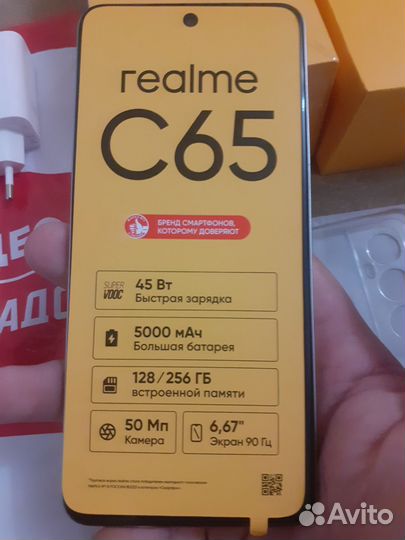 realme
C65
БРЕНД СМАРТФОНОВ,
КОТОРОМУ ДОВЕРЯЮТ
SUPER
VOOC
45 Вт
Быстрая зарядка
5000 мАч
Большая батарея
128/256 ГБ
встроенной памяти
50 Мп
Камера
6,67"
Экран 90 Гц
Avito